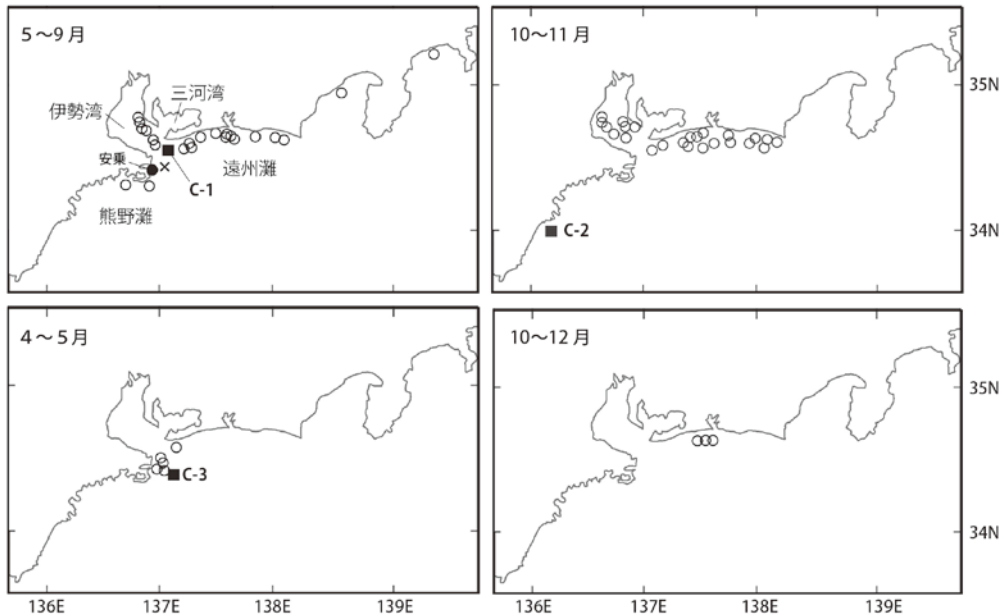 5～9月
伊勢湾
三河湾
安乗
遠州灘
C-1
熊野灘
10～11月
35N
C-2
34N
4～5月
C-3
10～12月
35N
34N
136E 137E 138E 139E
136E 137E 138E 139E